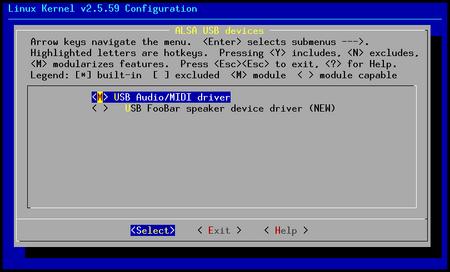 Linux Kernel v2.5.59 Configuration
ALSA USB devices
Arrow keys navigate the menu. <Enter> selects submenus --->.
Highlighted letters are hotkeys. Pressing <Y> includes, <N> excludes,
<M> modularizes features. Press <Esc><Esc> to exit, <?> for Help.
Legend: [*] built-in [ ] excluded <M> module < > module capable
<M> USB Audio/MIDI driver
< > USB FooBar speaker device driver (NEW)
<Select> < Exit > < Help >